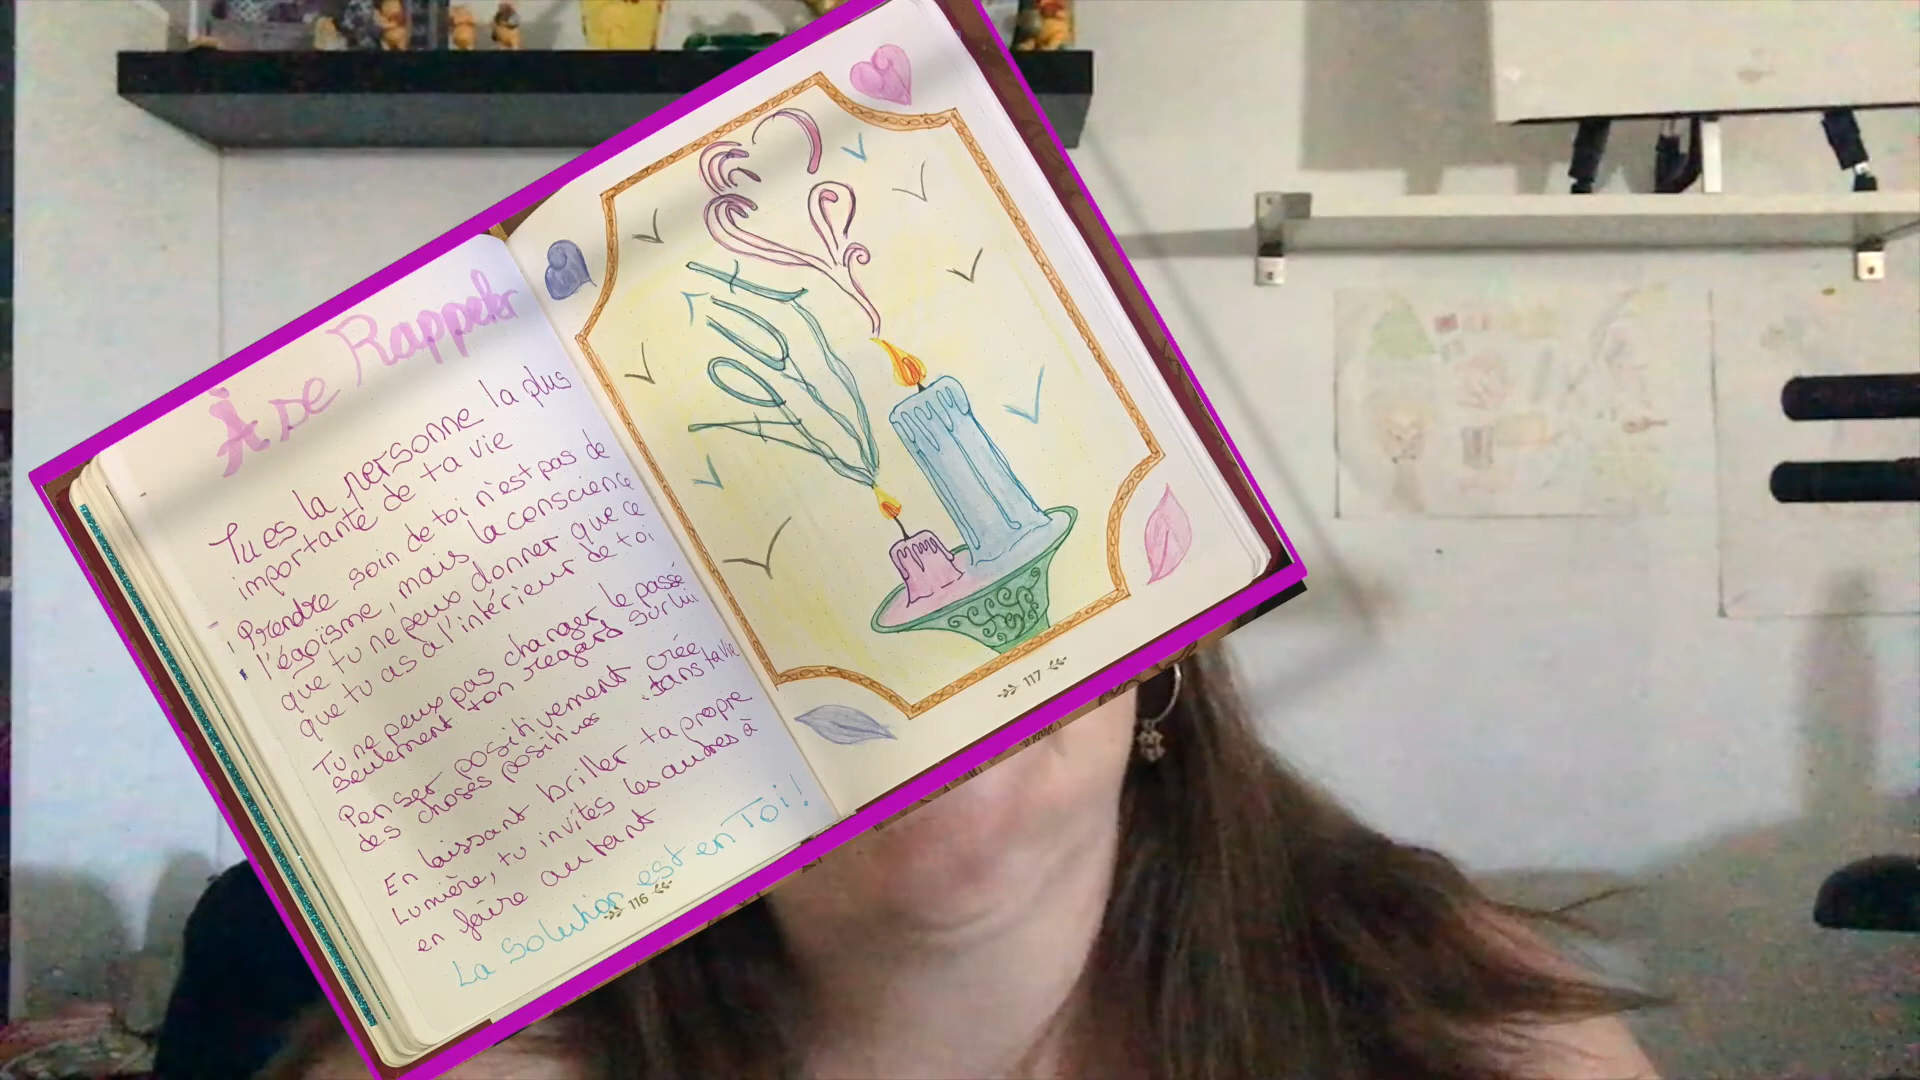 À se Rappeler
Tu es la personne la plus
importante de ta vie
Prendre soin de toi n'est pas de
l'égoïsme, mais la conscience
que tu ne peux donner que ce
que tu as à l'intérieur de toi
Tu ne peux pas changer le passé
seulement ton regard sur lui
Penser positivement crée
des choses positives dans ta vie
En laissant briller ta propre
Lumière, tu invites les autres à
en faire autant
La Solution est en Toi !
116
AOÛT
117